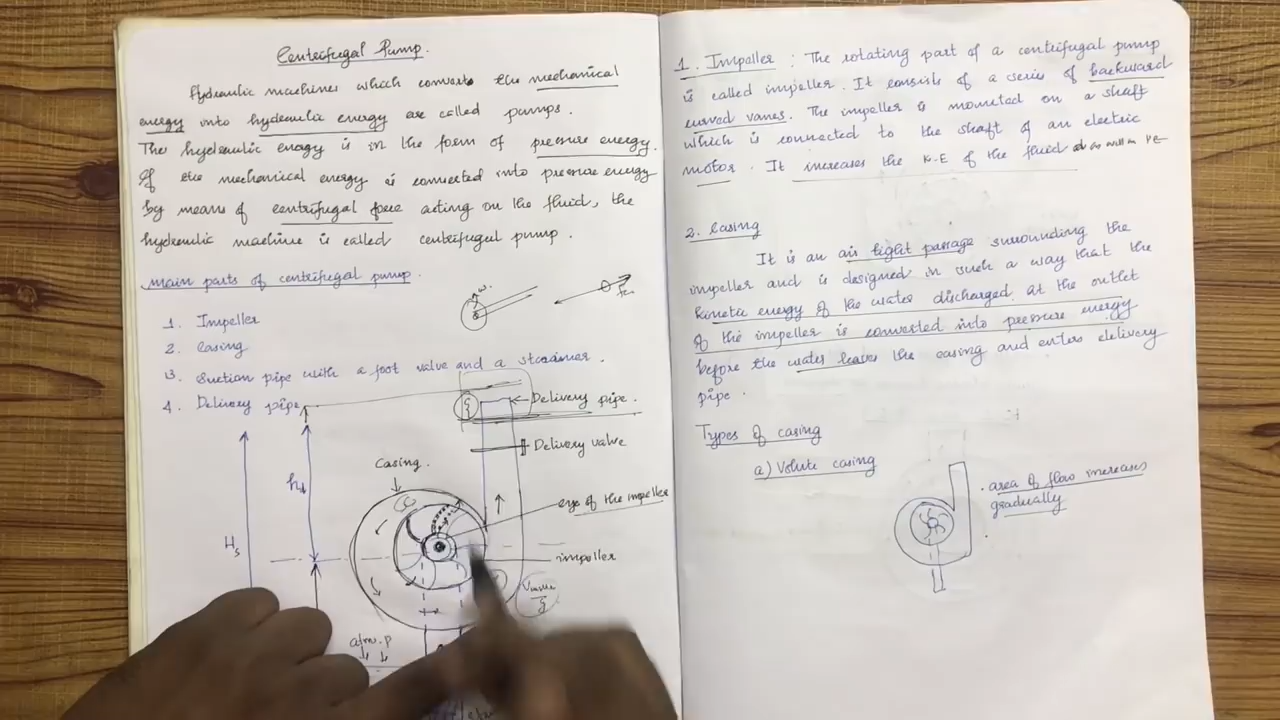 Centrifugal Pump.
Hydraulic machines which converts the mechanical
energy into hydraulic energy are called pumps.
The hydraulic energy is in the form of pressure energy.
If the mechanical energy is converted into pressure energy
by means of centrifugal force acting on the fluid, the
hydraulic machine is called centrifugal pump.
Main parts of centrifugal pump.
1. Impeller
2. Casing
3. Suction pipe with a foot valve and a strainer.
4. Delivery pipe
ω.
Delivery pipe.
Delivery valve
Casing.
hd
eye of the impeller
Hs
impeller
atm. P
1. Impeller : The rotating part of a centrifugal pump
is called impeller. It consists of a series of backward
curved vanes. The impeller is mounted on a shaft
which is connected to the shaft of an electric
motor. It increases the K.E of the fluid as well as PE
2. Casing
It is an air tight passage surrounding the
impeller and is designed in such a way that the
kinetic energy of the water discharged at the outlet
of the impeller is converted into pressure energy
before the water leaves the casing and enters delivery
pipe.
Types of casing
a) Volute casing
. area of flow increases
gradually